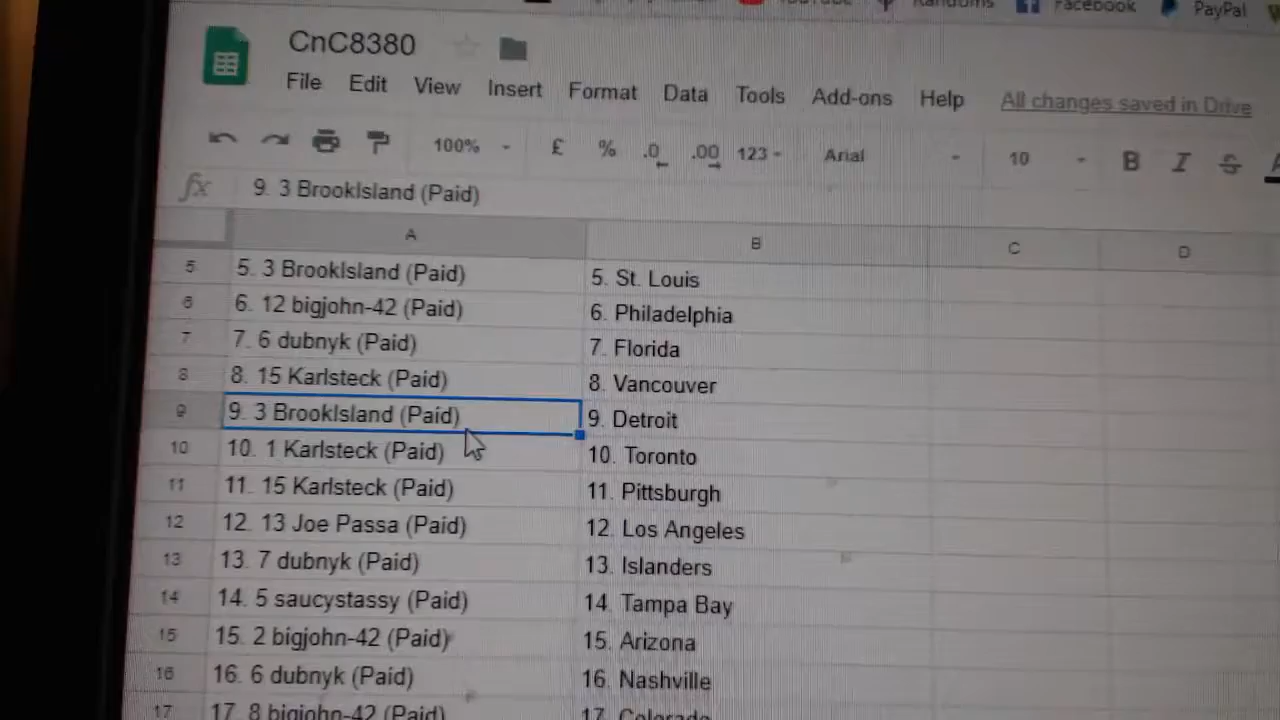 YouTube Randoms Facebook PayPal
CnC8380
File Edit View Insert Format Data Tools Add-ons Help All changes saved in Drive
100% £ % .0 .00 123 Arial 10 B I S A
fx 9. 3 BrookIsland (Paid)
A B C D
5 5. 3 BrookIsland (Paid) 5. St. Louis
6 6. 12 bigjohn-42 (Paid) 6. Philadelphia
7 7. 6 dubnyk (Paid) 7. Florida
8 8. 15 Karlsteck (Paid) 8. Vancouver
9 9. 3 BrookIsland (Paid) 9. Detroit
10 10. 1 Karlsteck (Paid) 10. Toronto
11 11. 15 Karlsteck (Paid) 11. Pittsburgh
12 12. 13 Joe Passa (Paid) 12. Los Angeles
13 13. 7 dubnyk (Paid) 13. Islanders
14 14. 5 saucystassy (Paid) 14. Tampa Bay
15 15. 2 bigjohn-42 (Paid) 15. Arizona
16 16. 6 dubnyk (Paid) 16. Nashville
17 17. 8 bigjohn-42 (Paid) 17. Colorado